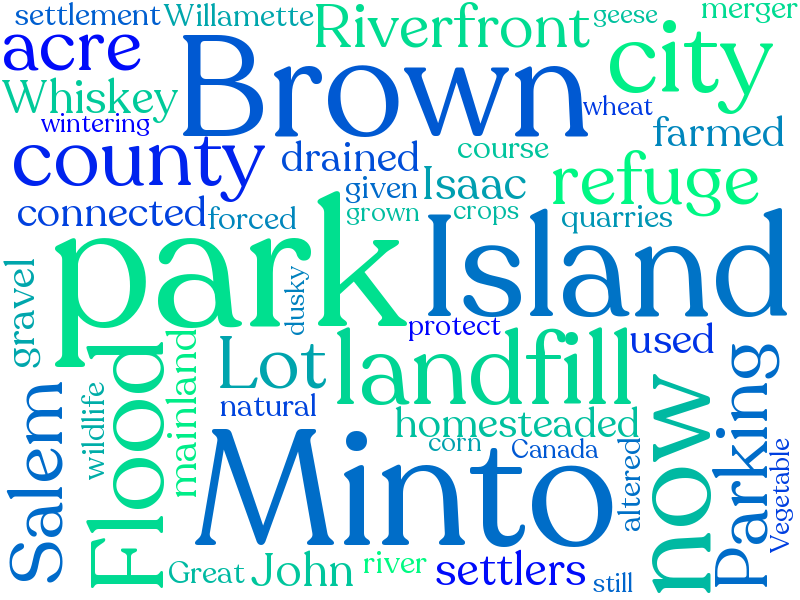 settlement
Willamette
Riverfront
geese
merger
acre
Brown
city
Whiskey
wheat
wintering
farmed
county
drained
course
refuge
given
Isaac
connected
forced
grown
crops
quarries
park
Island
gravel
dusky
protect
used
mainland
Lot
landfill
Flood
now
Parking
Salem
wildlife
natural
homesteaded
corn
Canada
altered
Vegetable
Minto
Great
John
river
settlers
still